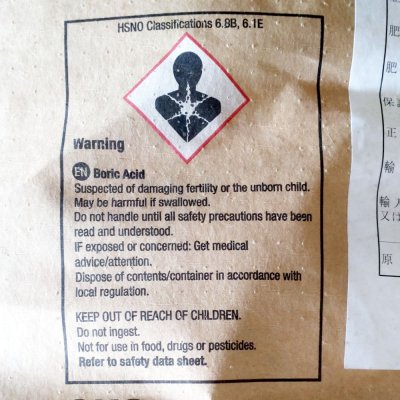 HSNO Classifications 6.8B, 6.1E
Warning
EN Boric Acid
Suspected of damaging fertility or the unborn child.
May be harmful if swallowed.
Do not handle until all safety precautions have been
read and understood.
IF exposed or concerned: Get medical
advice/attention.
Dispose of contents/container in accordance with
local regulation.
KEEP OUT OF REACH OF CHILDREN.
Do not ingest.
Not for use in food, drugs or pesticides.
Refer to safety data sheet.
肥
肥
保
正
輸
輸入
又は
原